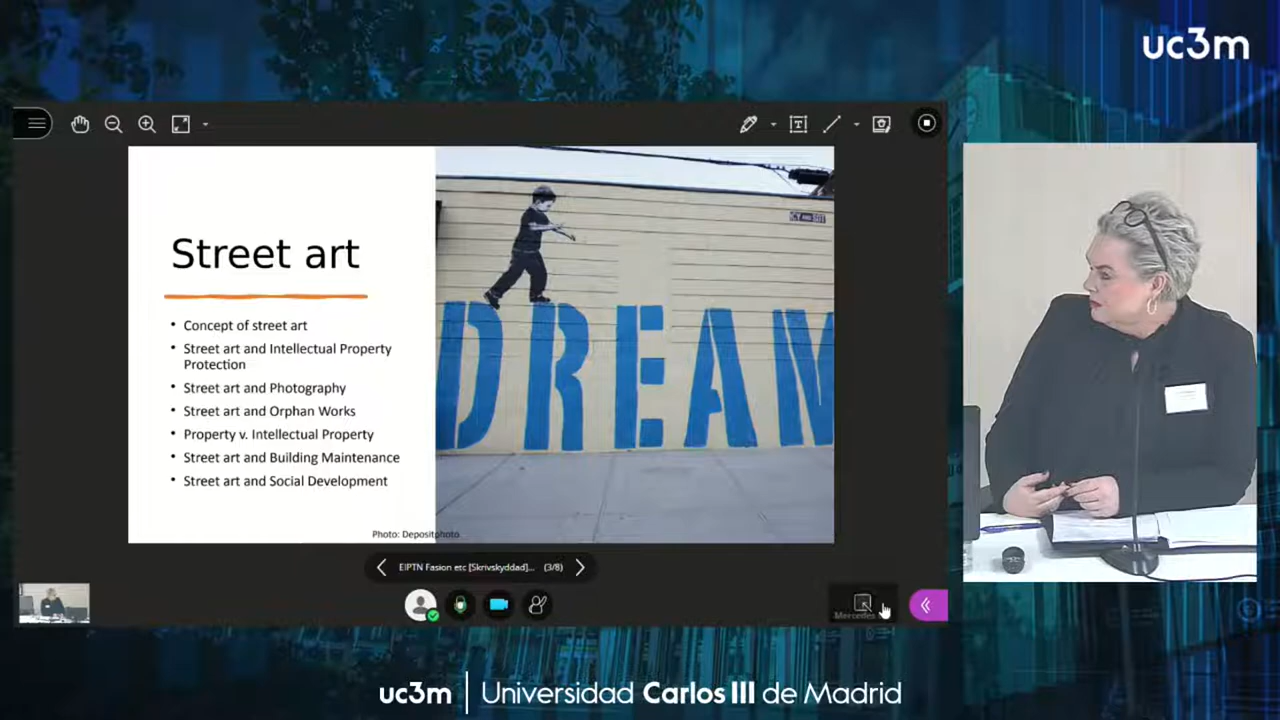 uc3m
Street art
• Concept of street art
• Street art and Intellectual Property
Protection
• Street art and Photography
• Street art and Orphan Works
• Property v. Intellectual Property
• Street art and Building Maintenance
• Street art and Social Development
DREAM
Photo: Depositphoto
EIPTN Fasion etc [Skrivskyddad]... (3/8)
Mercedes
uc3m | Universidad Carlos III de Madrid